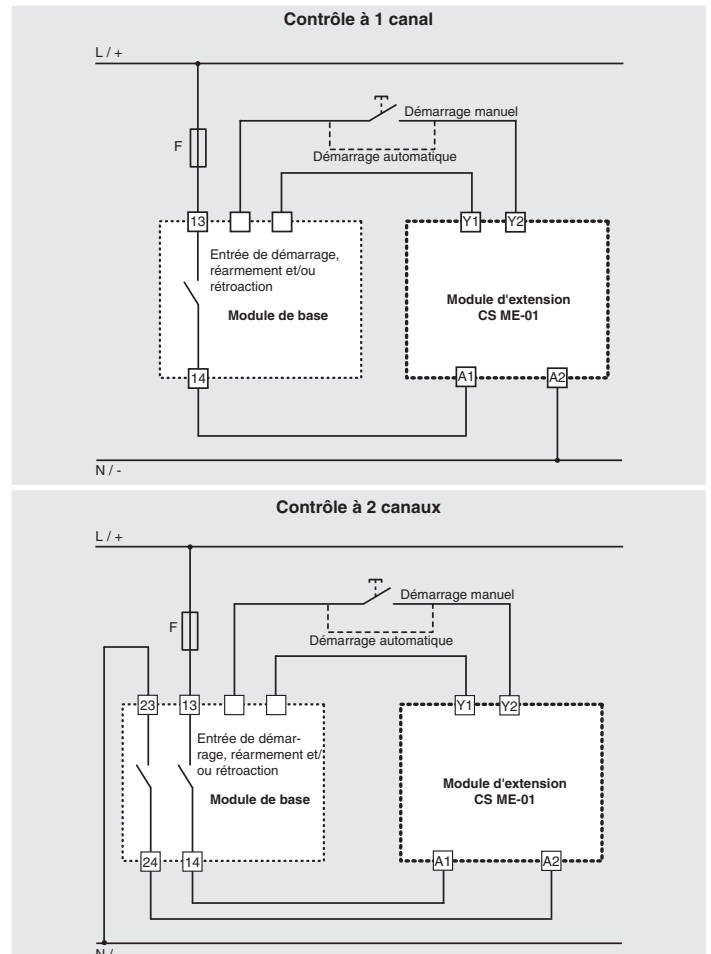 Contrôle à 1 canal
L / +
Démarrage manuel
F
Démarrage automatique
13
Y1
Y2
Entrée de démarrage,
réarmement et/ou
rétroaction
Module de base
Module d'extension
CS ME-01
14
A1
A2
N / -
Contrôle à 2 canaux
L / +
Démarrage manuel
F
Démarrage automatique
23
13
Y1
Y2
Entrée de démar-
rage, réarmement et/
ou rétroaction
Module de base
Module d'extension
CS ME-01
24
14
A1
A2
N /